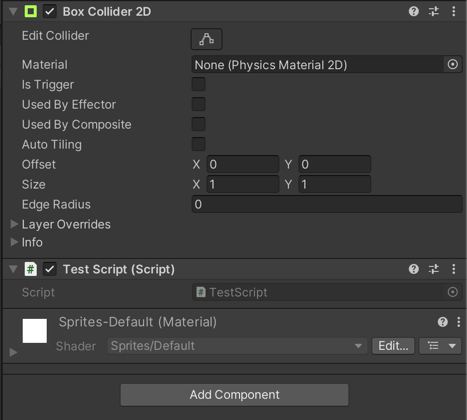 Box Collider 2D
Edit Collider
Material None (Physics Material 2D)
Is Trigger
Used By Effector
Used By Composite
Auto Tiling
Offset X 0 Y 0
Size X 1 Y 1
Edge Radius 0
Layer Overrides
Info
# Test Script (Script)
Script # TestScript
Sprites-Default (Material)
Shader Sprites/Default Edit...
Add Component